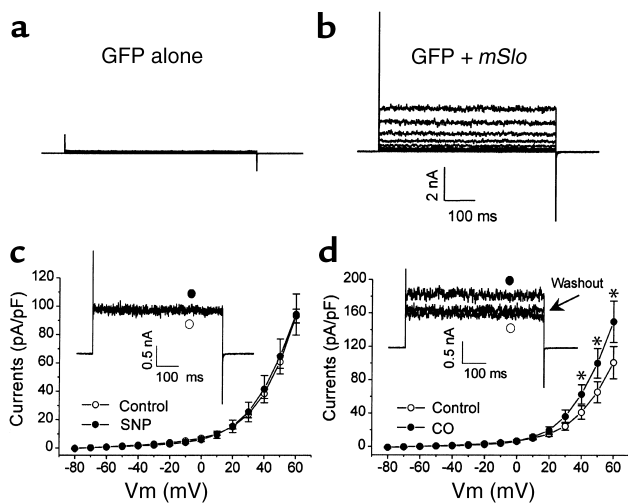 a
GFP alone
b
GFP + mSlo
2 nA
100 ms
c
Currents (pA/pF)
120
100
80
60
40
20
0
0.5 nA
100 ms
Control
SNP
-80 -60 -40 -20 0 20 40 60
Vm (mV)
d
Currents (pA/pF)
200
160
120
80
40
0
Washout
0.5 nA
100 ms
* * *
Control
CO
-80 -60 -40 -20 0 20 40 60
Vm (mV)